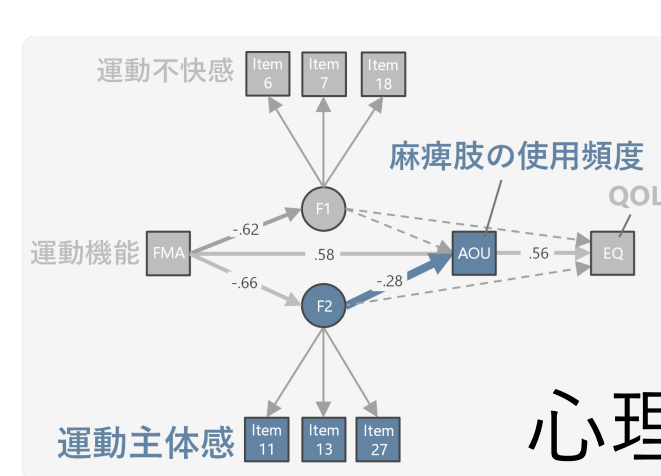 運動不快感
Item 6
Item 7
Item 18
麻痺肢の使用頻度
QOL
F1
-.62
運動機能
FMA
.58
AOU
.56
EQ
-.66
-.28
F2
運動主体感
Item 11
Item 13
Item 27
心理